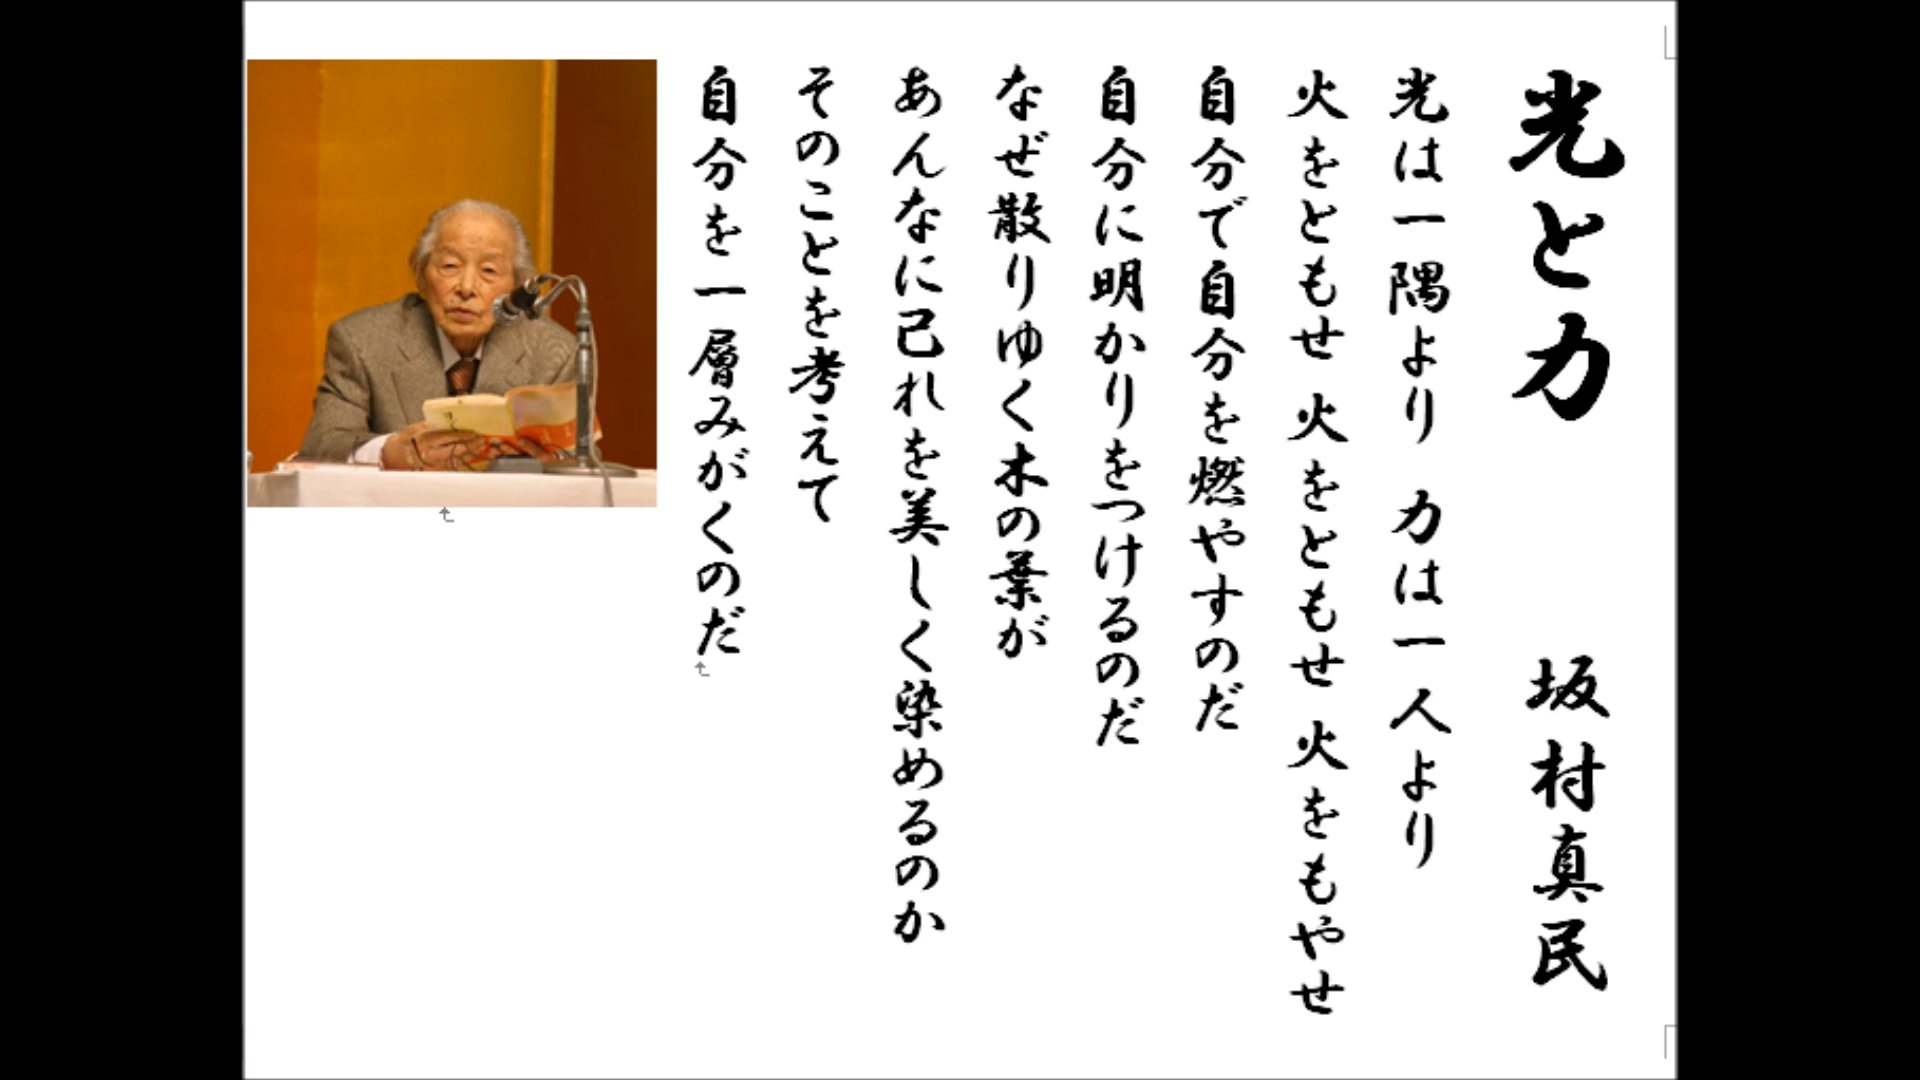 光と力　坂村真民
光は一隅より　力は一人より
火をともせ　火をともせ　火をもやせ
自分で自分を燃やすのだ
自分に明かりをつけるのだ
なぜ散りゆく木の葉が
あんなに己れを美しく染めるのか
そのことを考えて
自分を一層みがくのだ